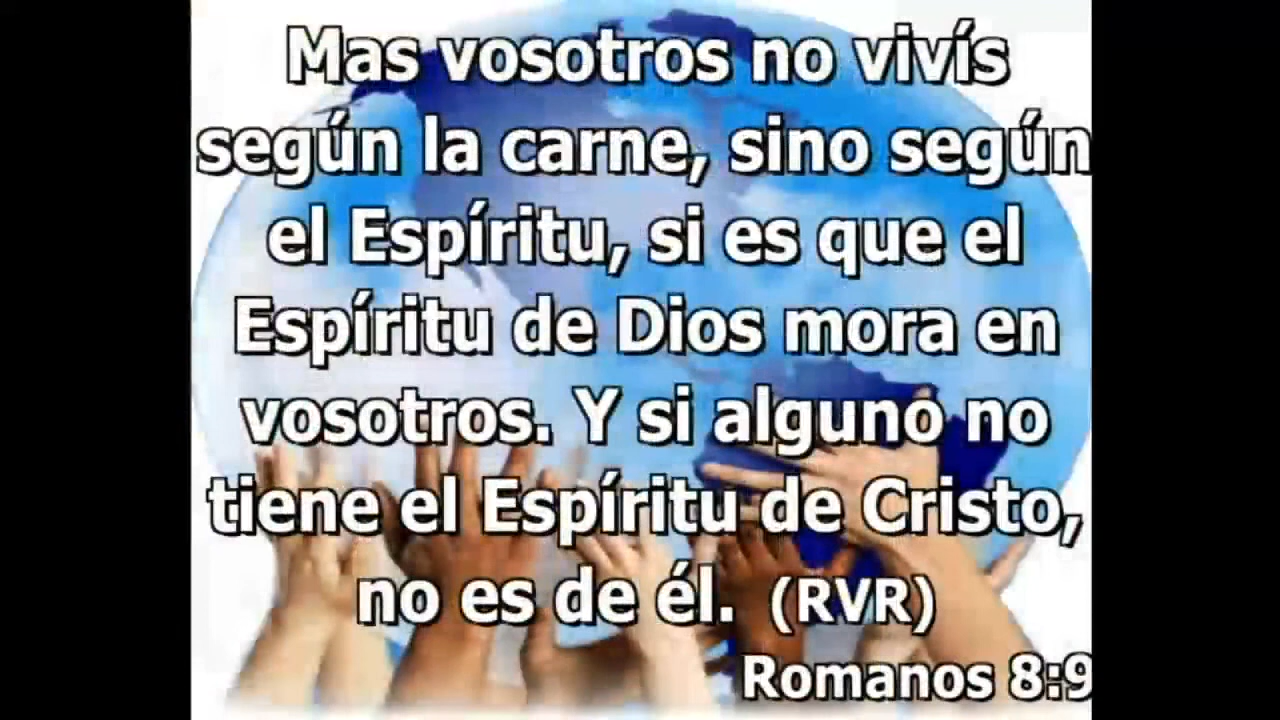 Mas vosotros no vivís
según la carne, sino según
el Espíritu, si es que el
Espíritu de Dios mora en
vosotros. Y si alguno no
tiene el Espíritu de Cristo,
no es de él. (RVR)
Romanos 8:9